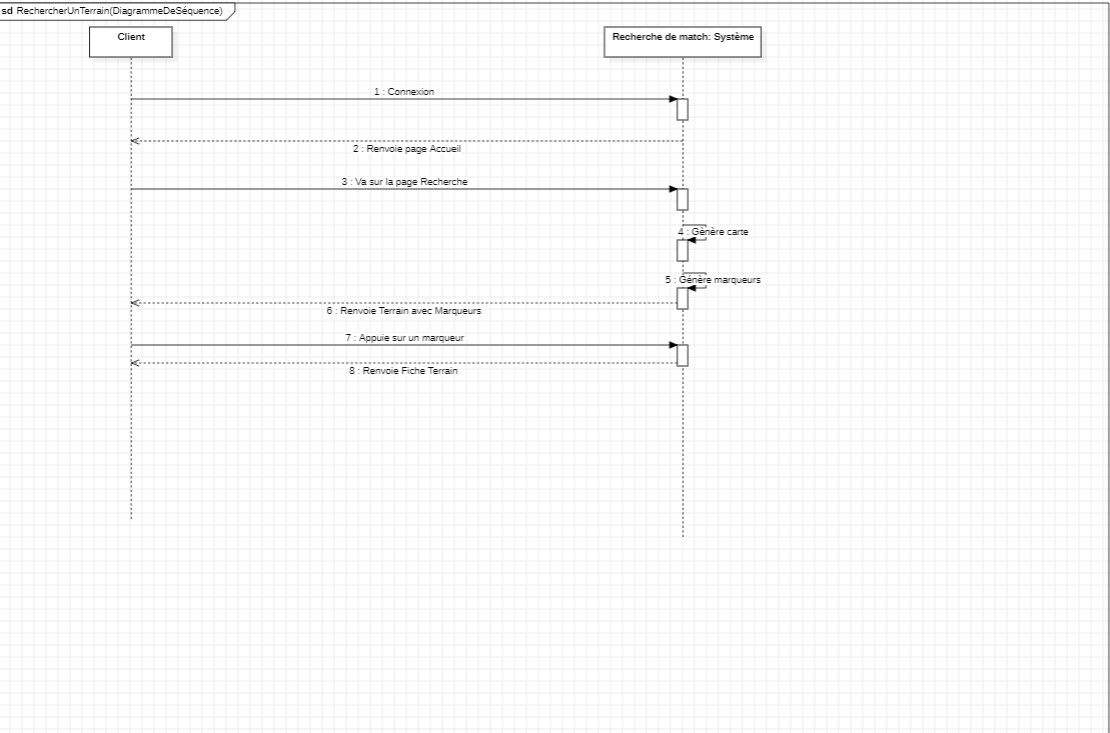 sd RechercherUnTerrain(DiagrammeDeSéquence)
Client
Recherche de match: Système
1 : Connexion
2 : Renvoie page Accueil
3 : Va sur la page Recherche
4 : Gènère carte
5 : Génère marqueurs
6 : Renvoie Terrain avec Marqueurs
7 : Appuie sur un marqueur
8 : Renvoie Fiche Terrain